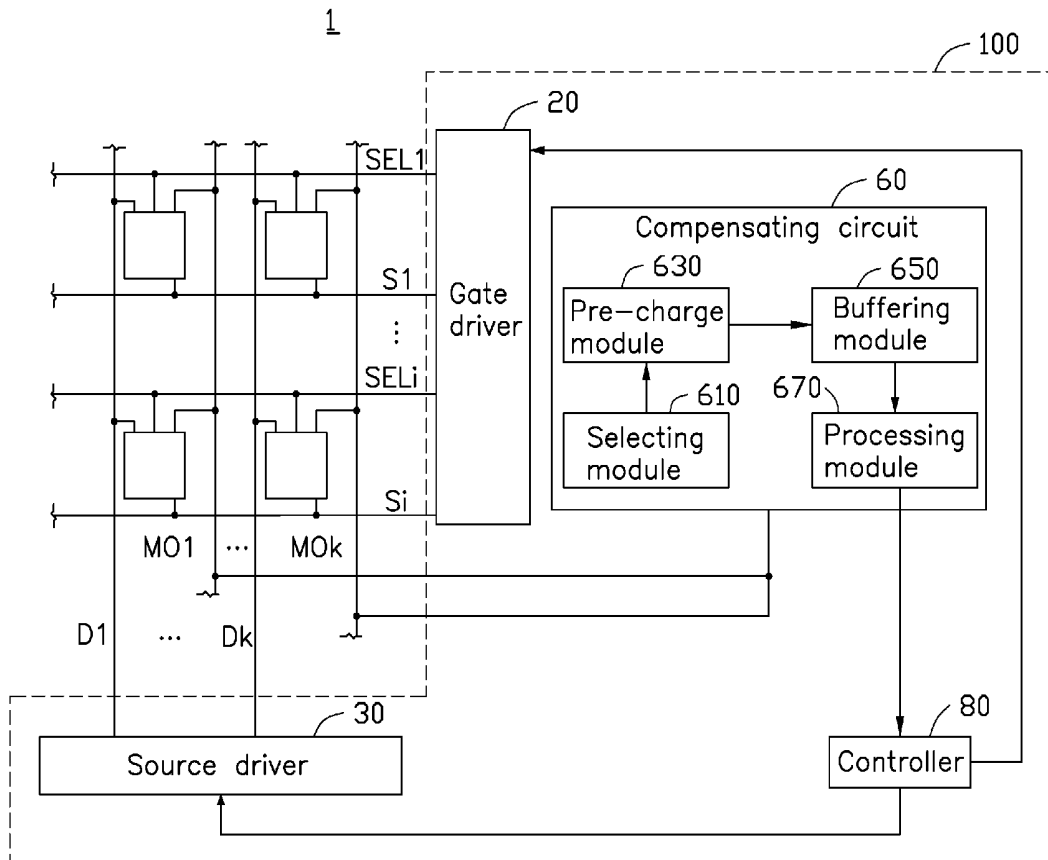 1
100
20
SEL1
60
Compensating circuit
630
650
S1
Gate
driver
Pre-charge
module
Buffering
module
⋮
SELi
610
670
Selecting
module
Processing
module
Si
MO1 ... MOk
D1 ... Dk
30
80
Source driver
Controller